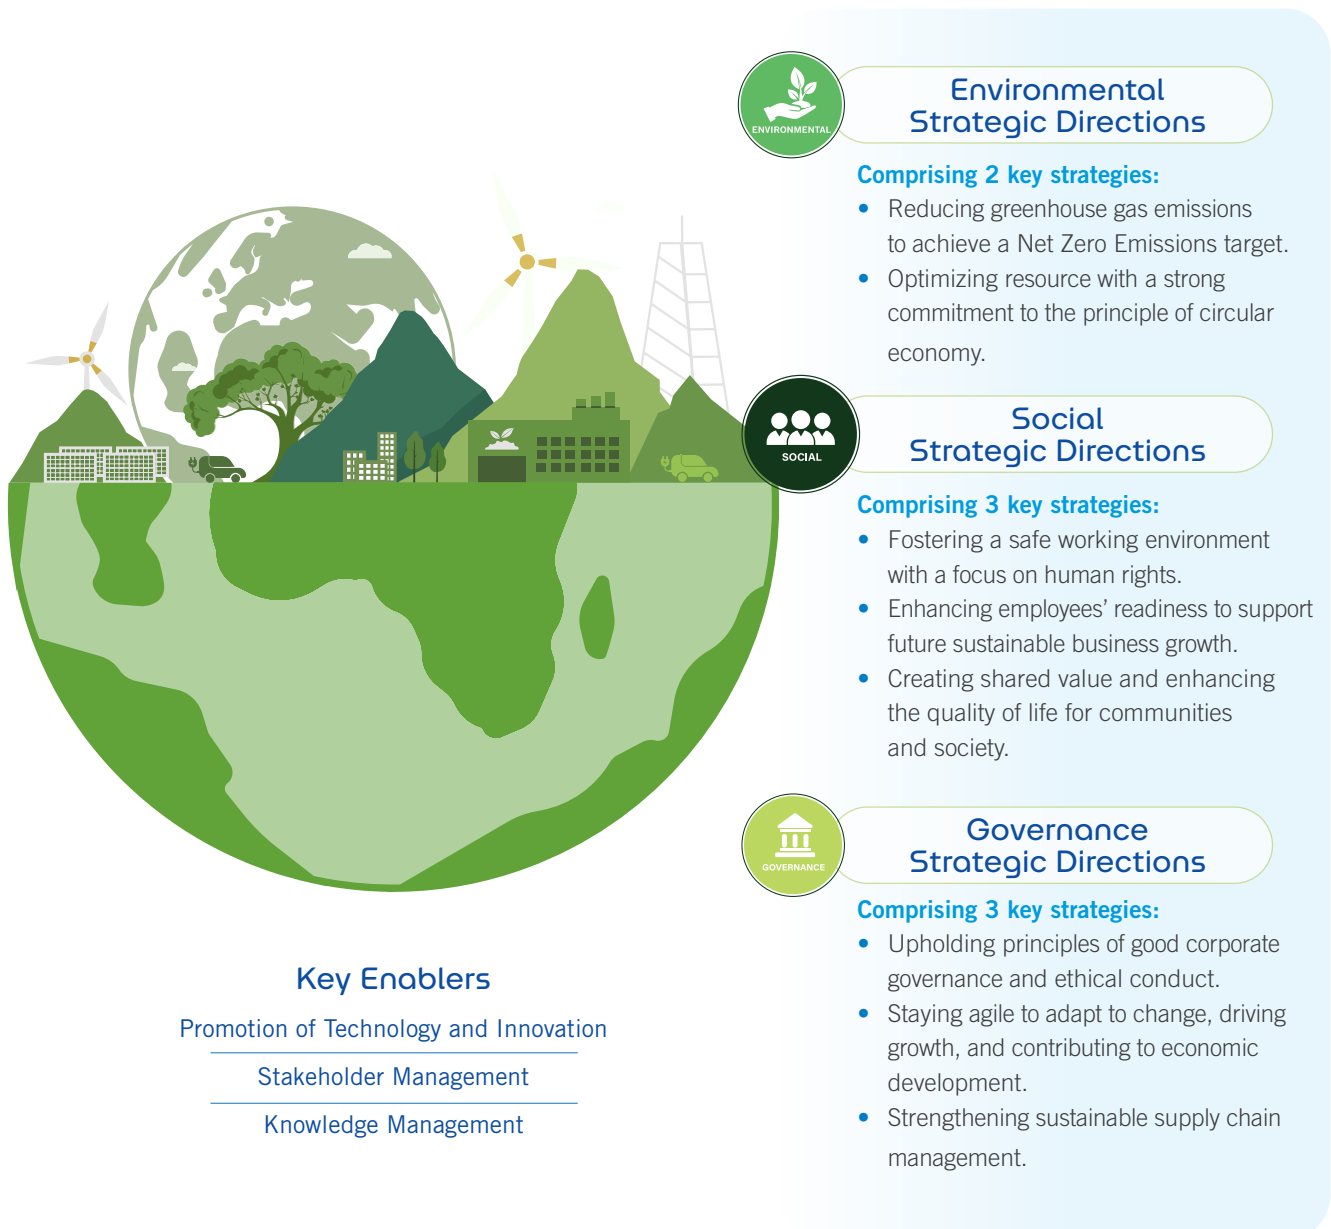 ENVIRONMENTAL
Environmental
Strategic Directions
Comprising 2 key strategies:
• Reducing greenhouse gas emissions
to achieve a Net Zero Emissions target.
• Optimizing resource with a strong
commitment to the principle of circular
economy.
SOCIAL
Social
Strategic Directions
Comprising 3 key strategies:
• Fostering a safe working environment
with a focus on human rights.
• Enhancing employees’ readiness to support
future sustainable business growth.
• Creating shared value and enhancing
the quality of life for communities
and society.
GOVERNANCE
Governance
Strategic Directions
Comprising 3 key strategies:
• Upholding principles of good corporate
governance and ethical conduct.
• Staying agile to adapt to change, driving
growth, and contributing to economic
development.
• Strengthening sustainable supply chain
management.
Key Enablers
Promotion of Technology and Innovation
Stakeholder Management
Knowledge Management